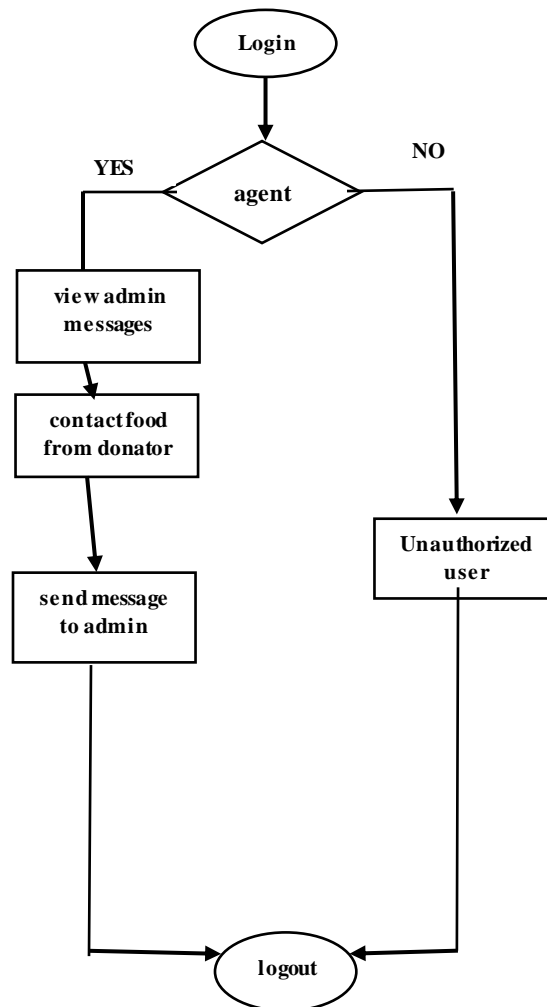 Login
YES
NO
agent
view admin
messages
contact food
from donator
Unauthorized
user
send message
to admin
logout